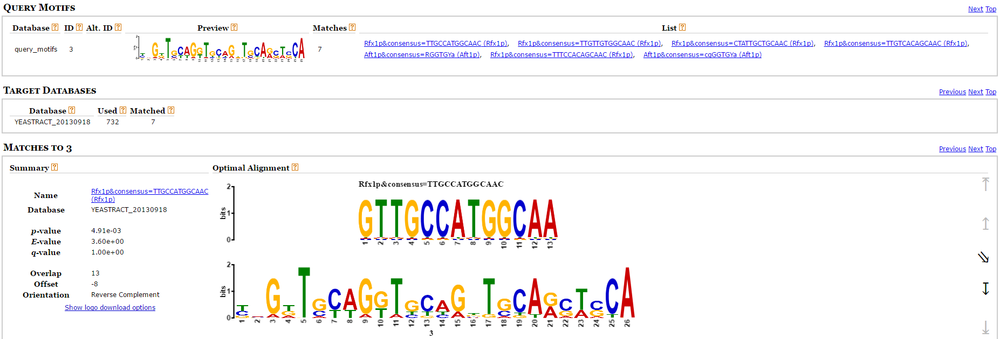 QUERY MOTIFS
Next Top
Database ? ID ? Alt. ID ? Preview ? Matches ? List ?
query_motifs 3 7
Rfx1p&consensus=TTGCCATGGCAAC (Rfx1p), Rfx1p&consensus=TTGTTGTGGCAAC (Rfx1p), Rfx1p&consensus=CTATTGCTGCAAC (Rfx1p), Rfx1p&consensus=TTGTCACAGCAAC (Rfx1p),
Aft1p&consensus=RGGTGYa (Aft1p), Rfx1p&consensus=TTTCCACAGCAAC (Rfx1p), Aft1p&consensus=cgGGTGYa (Aft1p)
TARGET DATABASES
Previous Next Top
Database ? Used ? Matched ?
YEASTRACT_20130918 732 7
MATCHES TO 3
Previous Next Top
Summary ? Optimal Alignment ?
Name Rfx1p&consensus=TTGCCATGGCAAC
(Rfx1p)
Database YEASTRACT_20130918
p-value 4.91e-03
E-value 3.60e+00
q-value 1.00e+00
Overlap 13
Offset -8
Orientation Reverse Complement
Show logo download options
Rfx1p&consensus=TTGCCATGGCAAC
2
bits 1
0
GTTGCCATGGCAA
1 2 3 4 5 6 7 8 9 10 11 12 13
2
bits 1
0
1 2 3 4 5 6 7 8 9 10 11 12 13 14 15 16 17 18 19 20 21 22 23 24 25 26
3